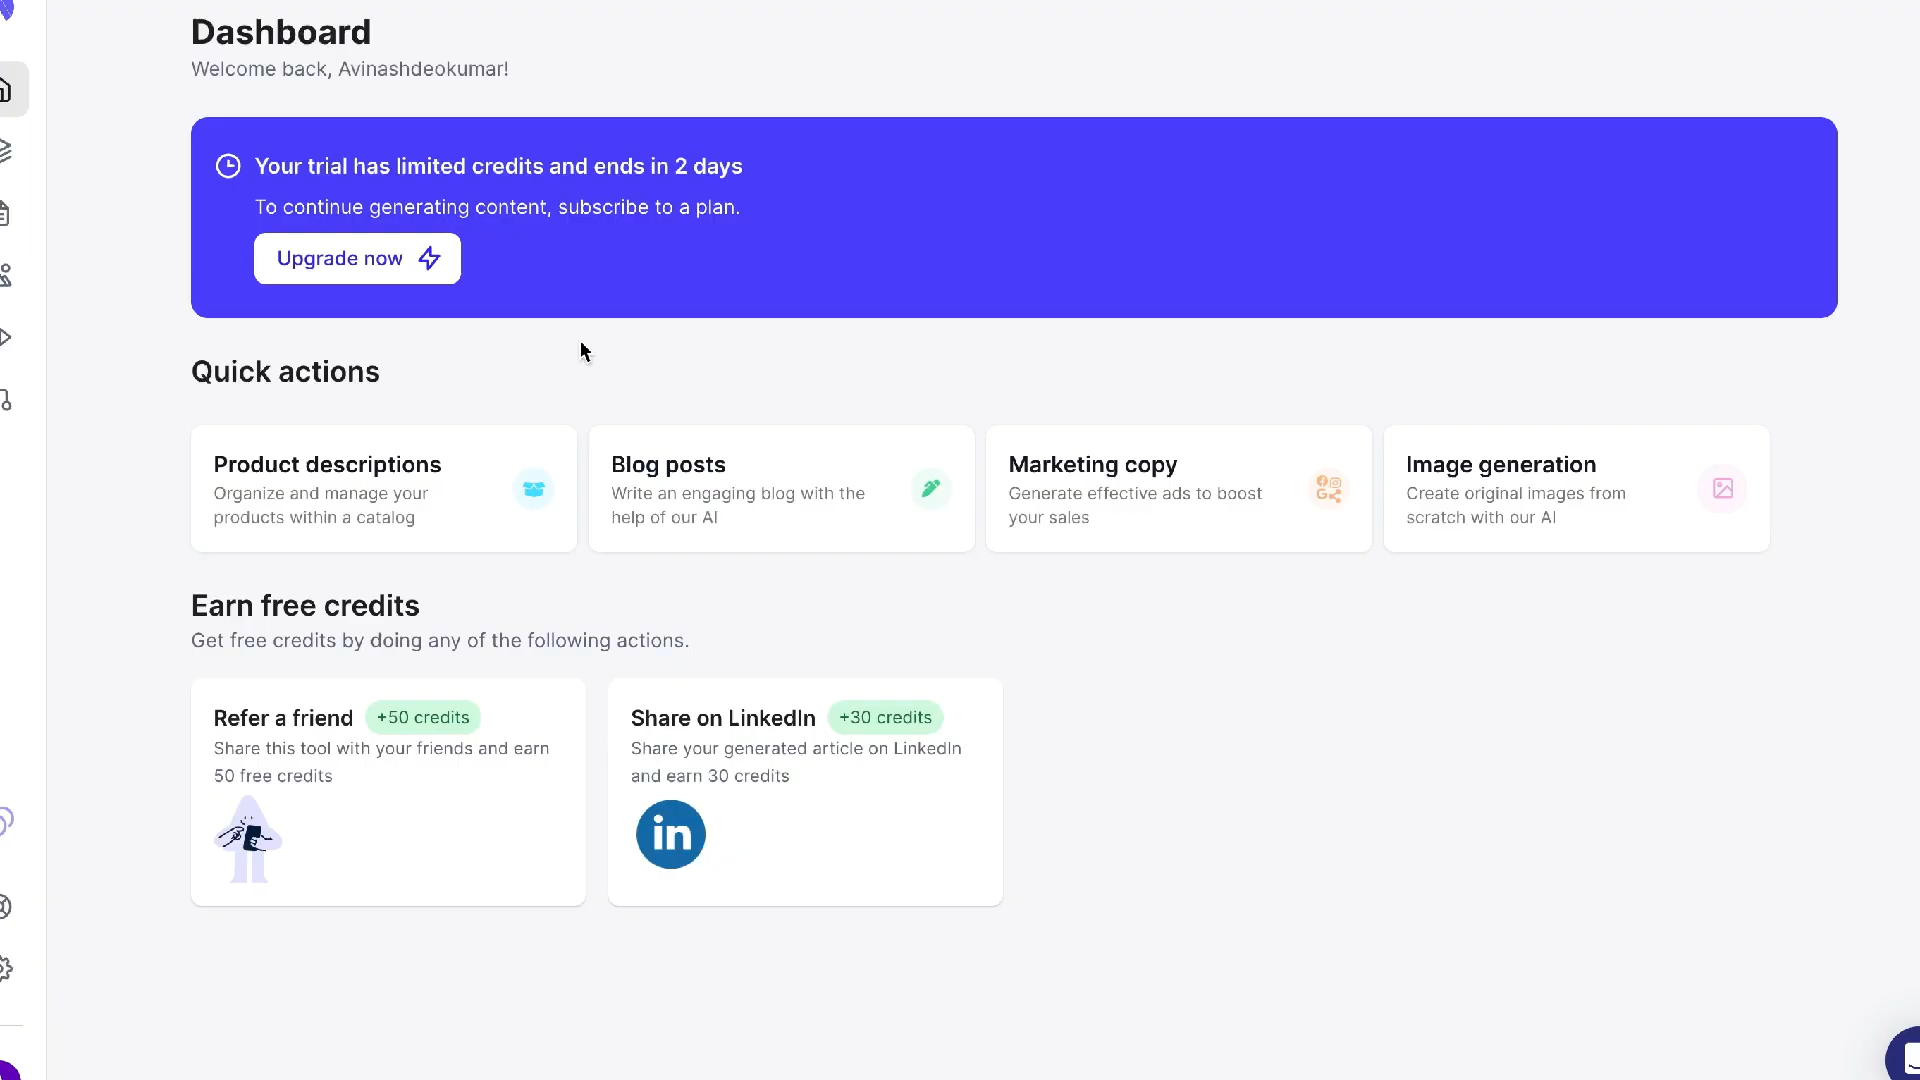 Dashboard
Welcome back, Avinashdeokumar!
Your trial has limited credits and ends in 2 days
To continue generating content, subscribe to a plan.
Upgrade now
Quick actions
Product descriptions
Organize and manage your
products within a catalog
Blog posts
Write an engaging blog with the
help of our AI
Marketing copy
Generate effective ads to boost
your sales
Image generation
Create original images from
scratch with our AI
Earn free credits
Get free credits by doing any of the following actions.
Refer a friend +50 credits
Share this tool with your friends and earn
50 free credits
Share on LinkedIn +30 credits
Share your generated article on LinkedIn
and earn 30 credits
in